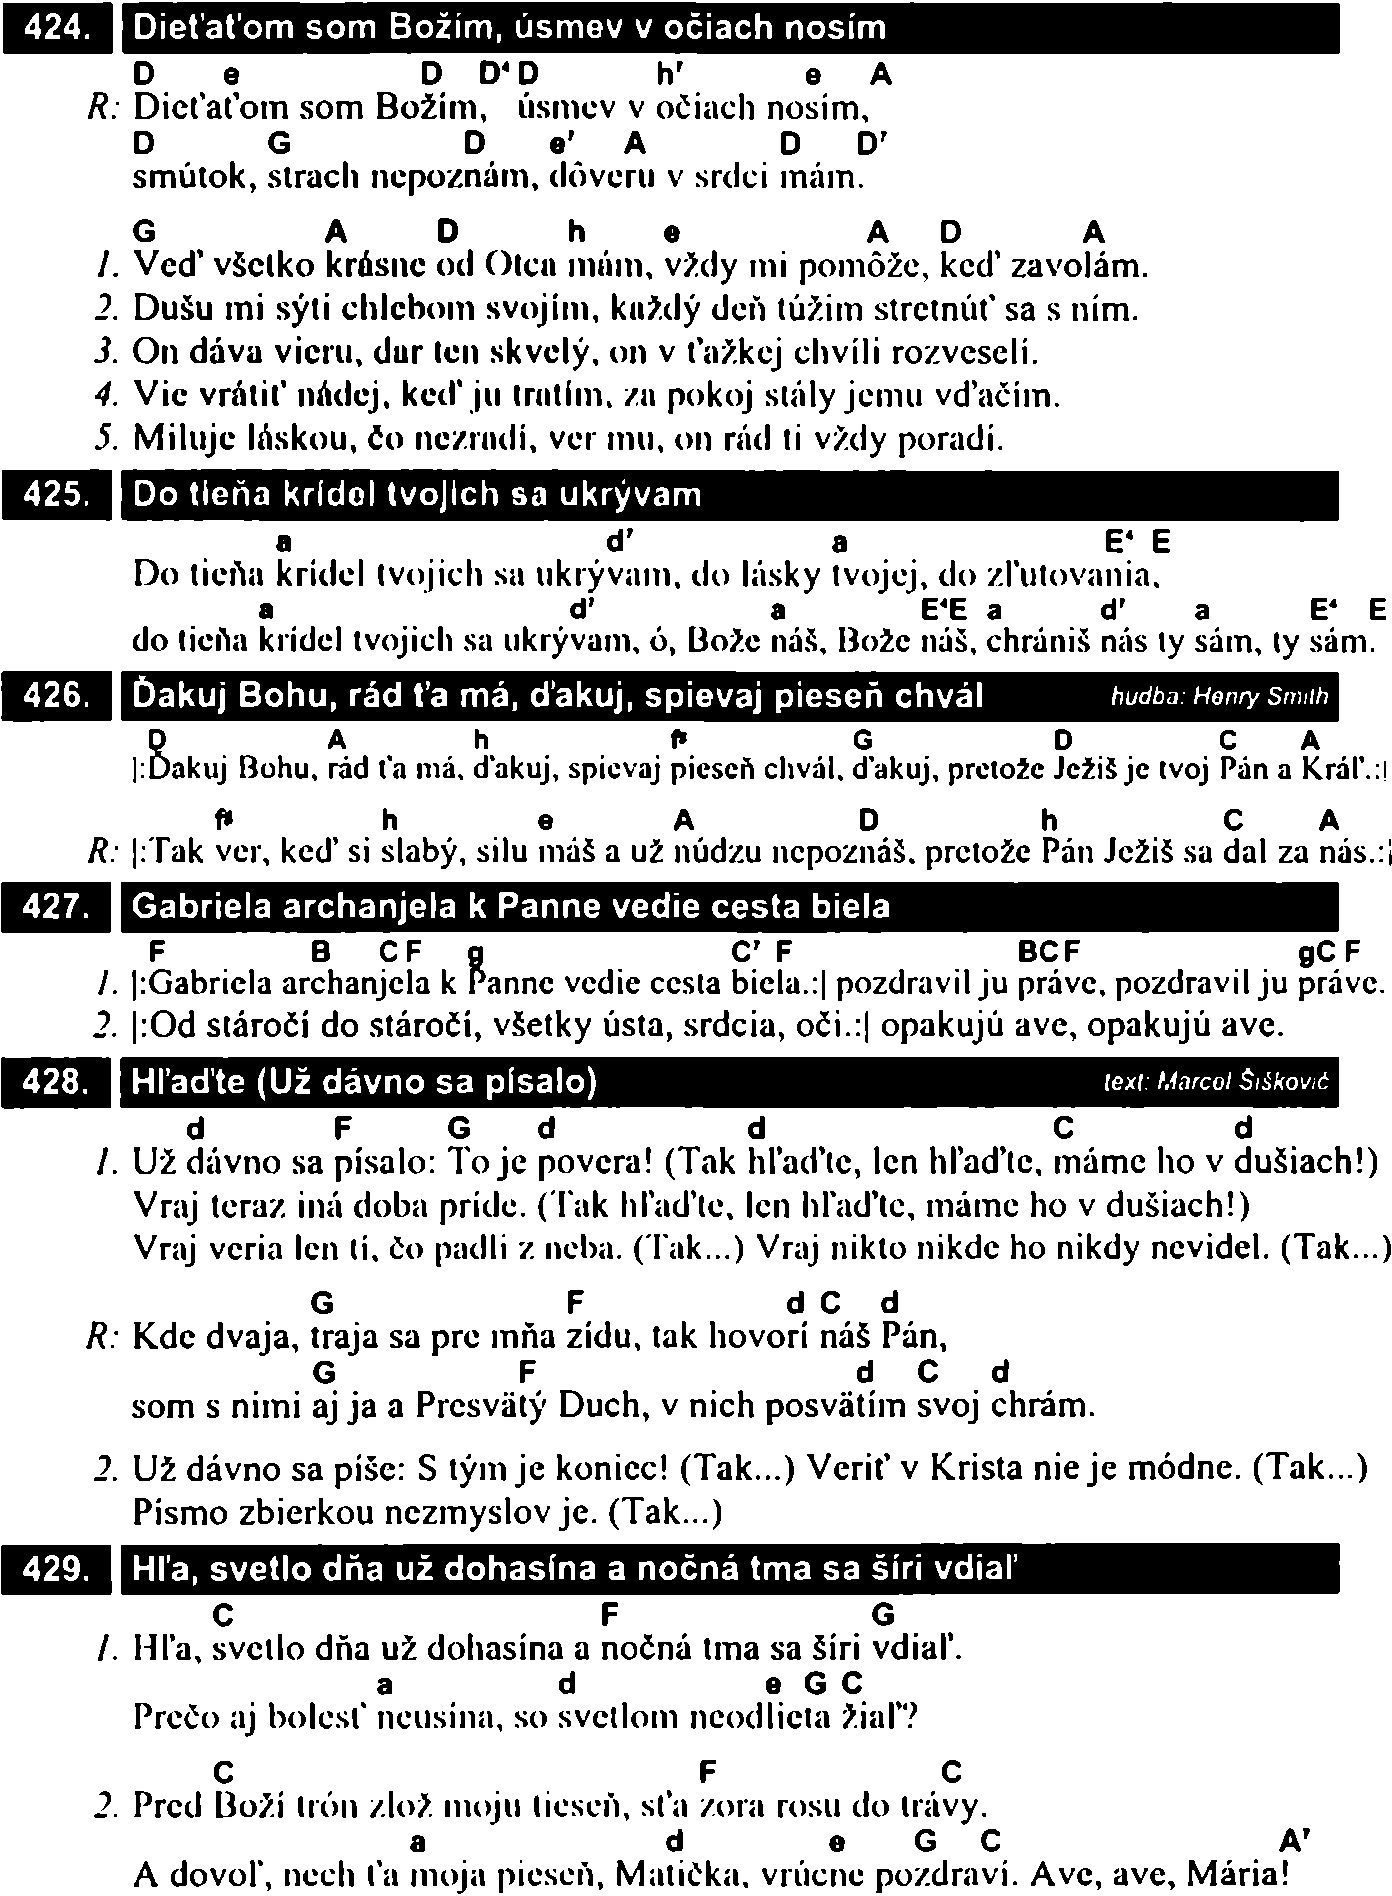 424. Dieťaťom som Božím, úsmev v očiach nosím
D e D D⁴ D h⁷ e A
R: Dieťaťom som Božím, úsmev v očiach nosím,
D G D e⁷ A D D⁷
smútok, strach nepoznám, dôveru v srdci mám.
G A D h e A D A
1. Veď všetko krásne od Otca mám, vždy mi pomôže, keď zavolám.
2. Dušu mi sýti chlebom svojím, každý deň túžim stretnúť sa s ním.
3. On dáva vieru, dar ten skvelý, on v ťažkej chvíli rozveselí.
4. Vie vrátiť nádej, keď ju tratím, za pokoj stály jemu vďačím.
5. Miluje láskou, čo nezradí, ver mu, on rád ti vždy poradí.
425. Do tieňa krídel tvojich sa ukrývam
a d⁷ a E⁴ E
Do tieňa krídel tvojich sa ukrývam, do lásky tvojej, do zľutovania,
a d⁷ a E⁴E a d⁷ a E⁴ E
do tieňa krídel tvojich sa ukrývam, ó, Bože náš, Bože náš, chrániš nás ty sám, ty sám.
426. Ďakuj Bohu, rád ťa má, ďakuj, spievaj pieseň chvál hudba: Henry Smith
D A h f# G D C A
|:Ďakuj Bohu, rád ťa má, ďakuj, spievaj pieseň chvál, ďakuj, pretože Ježiš je tvoj Pán a Kráľ.:|
f# h e A D h C A
R: |:Tak ver, keď si slabý, silu máš a už núdzu nepoznáš, pretože Pán Ježiš sa dal za nás.:|
427. Gabriela archanjela k Panne vedie cesta biela
F B C F g C⁷ F B C F g C F
1. |:Gabriela archanjela k Panne vedie cesta biela.:| pozdravil ju práve, pozdravil ju práve.
2. |:Od stáročí do stáročí, všetky ústa, srdcia, oči.:| opakujú ave, opakujú ave.
428. Hľaďte (Už dávno sa písalo) text: Marcel Šiškovič
d F G d d C d
1. Už dávno sa písalo: To je povera! (Tak hľaďte, len hľaďte, máme ho v dušiach!)
Vraj teraz iná doba príde. (Tak hľaďte, len hľaďte, máme ho v dušiach!)
Vraj veria len tí, čo padli z neba. (Tak...) Vraj nikto nikde ho nikdy nevidel. (Tak...)
G F d C d
R: Kde dvaja, traja sa pre mňa zídu, tak hovorí náš Pán,
G F d C d
som s nimi aj ja a Presvätý Duch, v nich posvätím svoj chrám.
2. Už dávno sa píše: S tým je koniec! (Tak...) Veriť v Krista nie je módne. (Tak...)
Písmo zbierkou nezmyslov je. (Tak...)
429. Hľa, svetlo dňa už dohasína a nočná tma sa šíri vdiaľ
C F G
1. Hľa, svetlo dňa už dohasína a nočná tma sa šíri vdiaľ.
a d e G C
Prečo aj bolesť neusína, so svetlom neodlieta žiaľ?
C F C
2. Pred Boží trón zlož moju tieseň, sťa zora rosu do trávy.
a d e G C A⁷
A dovoľ, nech ťa moja pieseň, Matička, vrúcne pozdraví. Ave, ave, Mária!